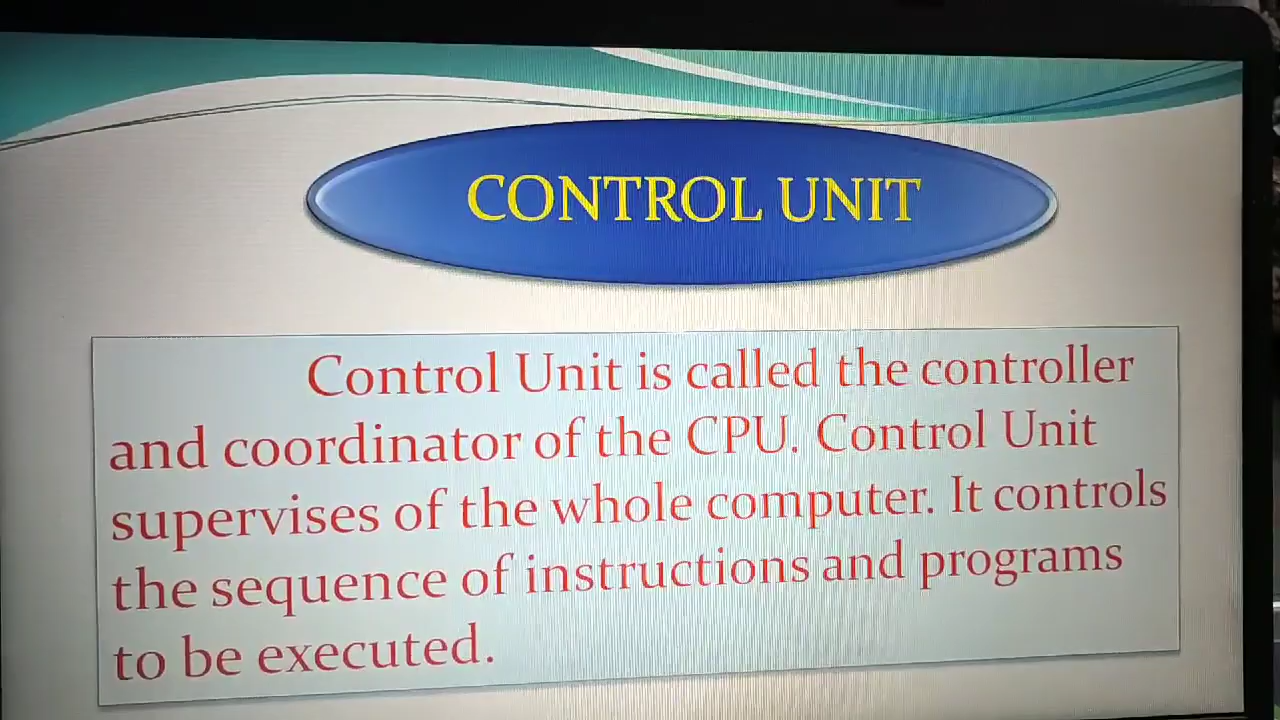 CONTROL UNIT
Control Unit is called the controller
and coordinator of the CPU. Control Unit
supervises of the whole computer. It controls
the sequence of instructions and programs
to be executed.